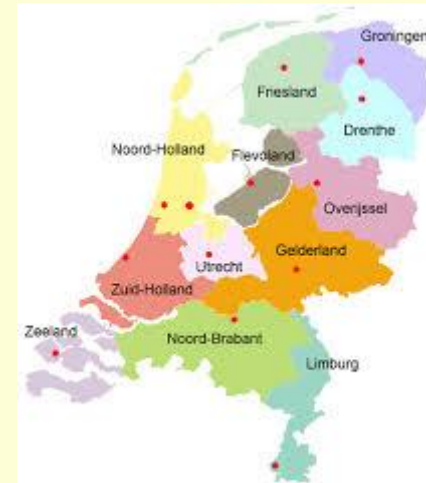 Groningen
Friesland
Drenthe
Noord-Holland
Flevoland
Overijssel
Gelderland
Utrecht
Zuid-Holland
Zeeland
Noord-Brabant
Limburg